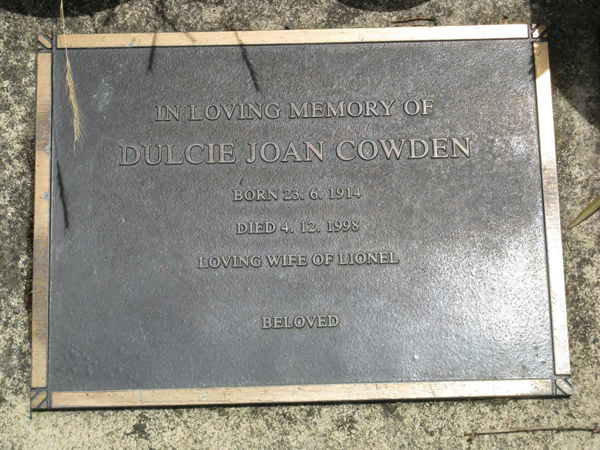 IN LOVING MEMORY OF
DULCIE JOAN COWDEN
BORN 23. 6. 1914
DIED 4. 12. 1998
LOVING WIFE OF LIONEL
BELOVED